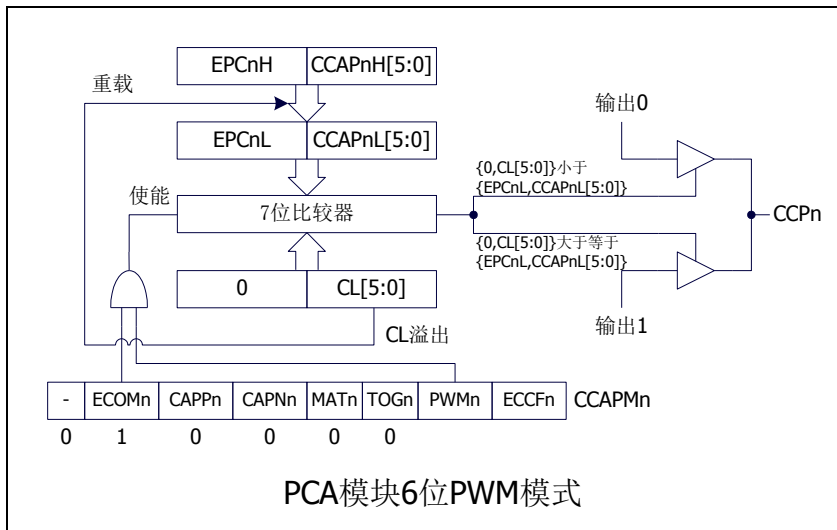 EPCnH CCAPnH[5:0]
重载
输出0
EPCnL CCAPnL[5:0]
{0,CL[5:0]}小于
{EPCnL,CCAPnL[5:0]}
使能
7位比较器
CCPn
{0,CL[5:0]}大于等于
{EPCnL,CCAPnL[5:0]}
0 CL[5:0]
输出1
CL溢出
- ECOMn CAPPn CAPNn MATn TOGn PWMn ECCFn CCAPMn
0 1 0 0 0 0
PCA模块6位PWM模式